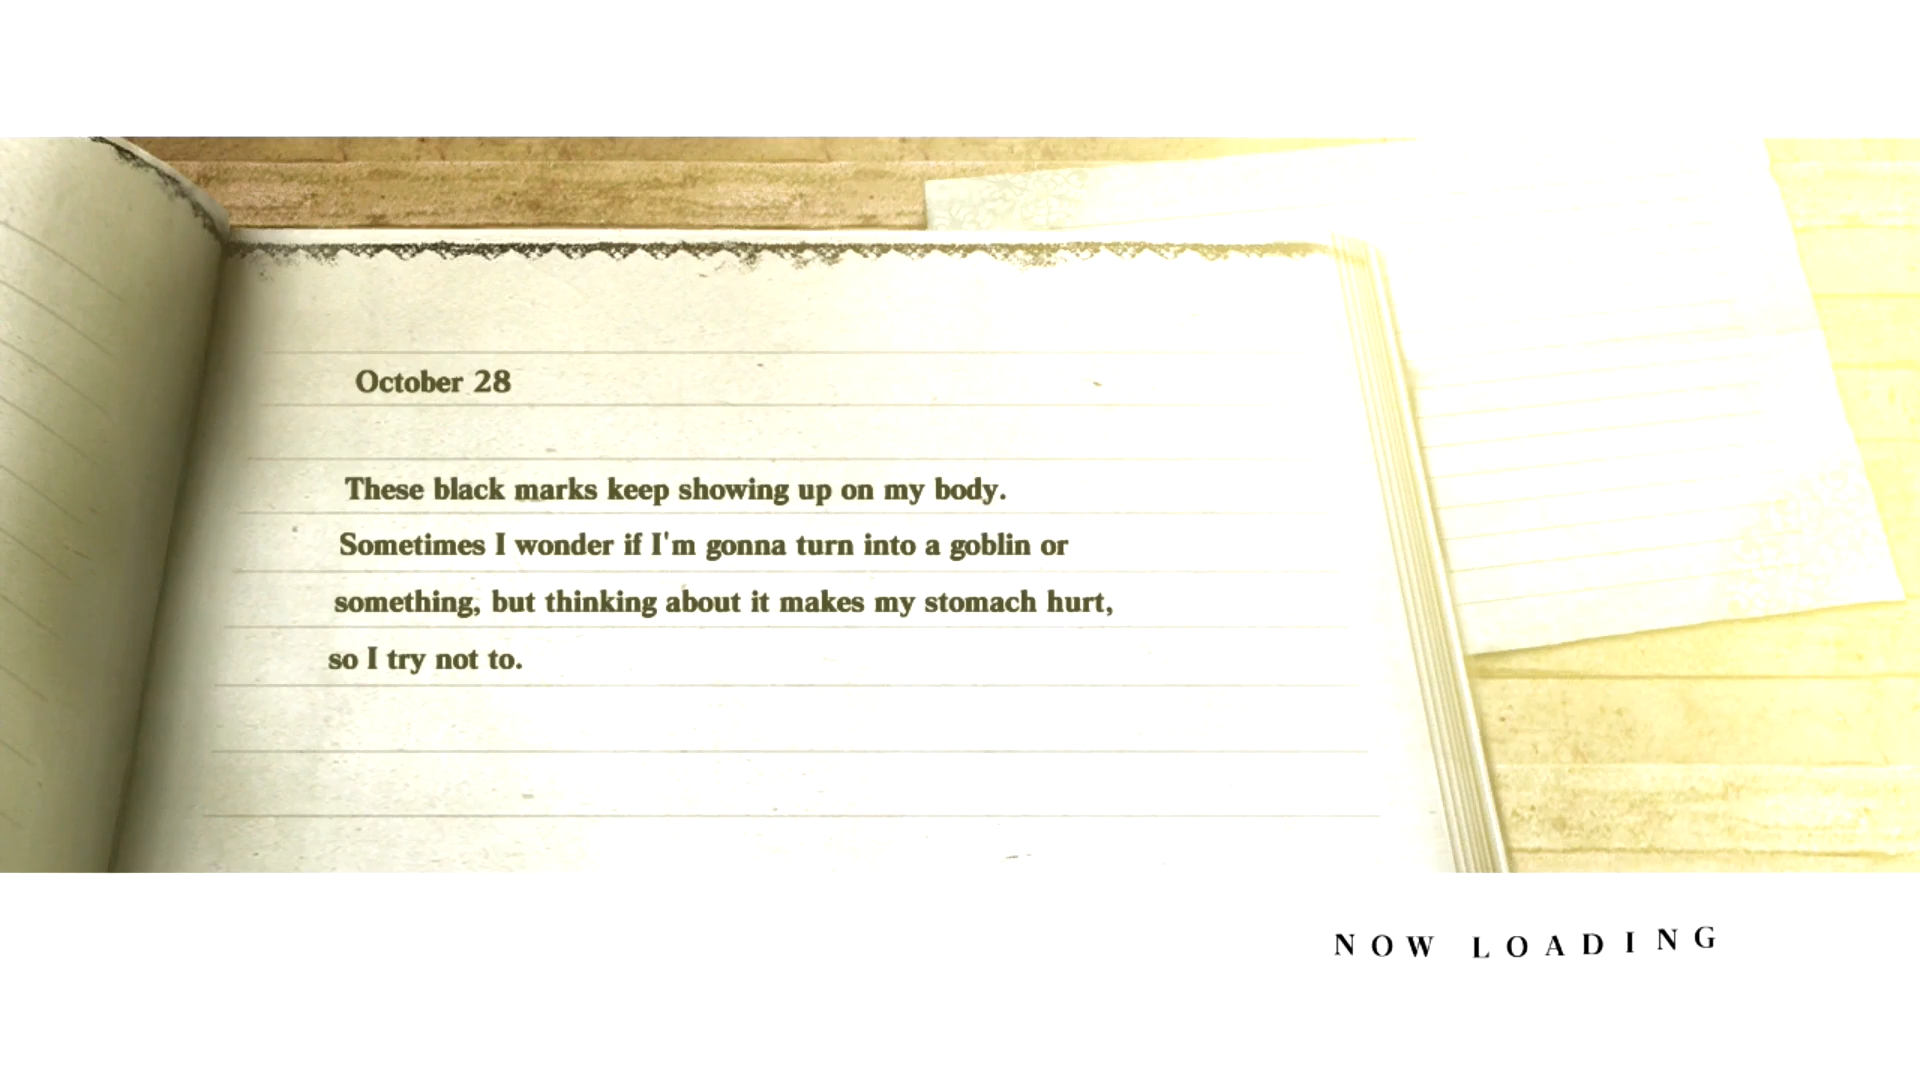 October 28
These black marks keep showing up on my body.
Sometimes I wonder if I'm gonna turn into a goblin or
something, but thinking about it makes my stomach hurt,
so I try not to.
NOW LOADING